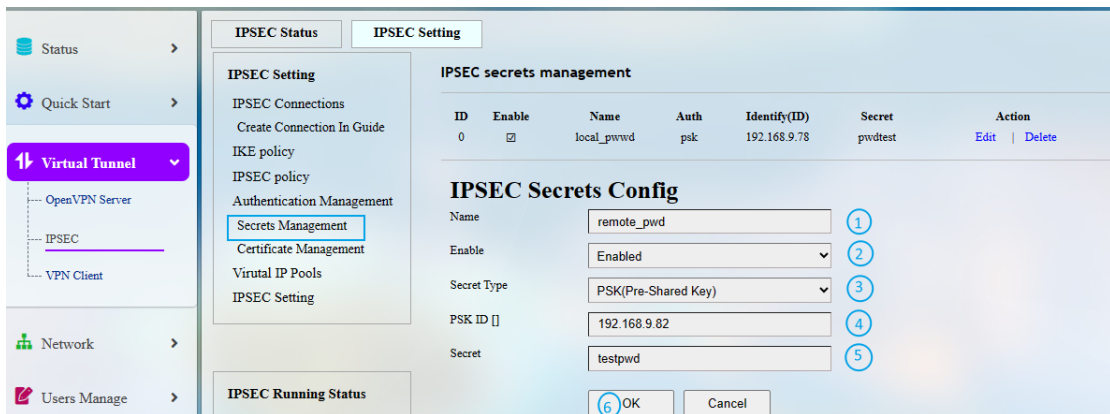 IPSEC Status
IPSEC Setting
Status
Quick Start
Virtual Tunnel
OpenVPN Server
IPSEC
VPN Client
Network
Users Manage
IPSEC Setting
IPSEC Connections
Create Connection In Guide
IKE policy
IPSEC policy
Authentication Management
Secrets Management
Certificate Management
Virutal IP Pools
IPSEC Setting
IPSEC Running Status
IPSEC secrets management
ID Enable Name Auth Identify(ID) Secret Action
0 local_pwwd psk 192.168.9.78 pwdtest Edit | Delete
IPSEC Secrets Config
Name remote_pwd 1
Enable Enabled 2
Secret Type PSK(Pre-Shared Key) 3
PSK ID [] 192.168.9.82 4
Secret testpwd 5
6 OK Cancel